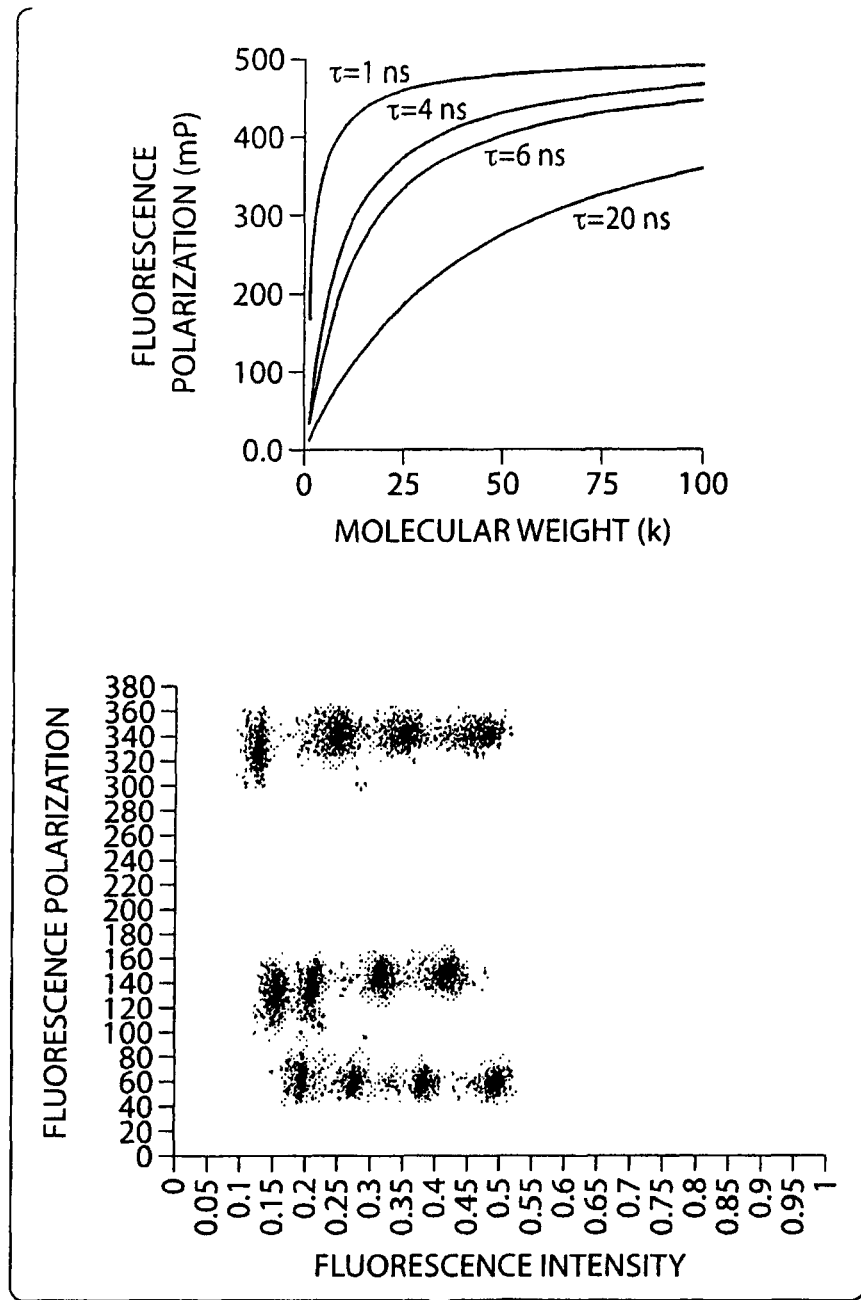 500
400
300
200
100
0.0
FLUORESCENCE
POLARIZATION (mP)
τ=1 ns
τ=4 ns
τ=6 ns
τ=20 ns
0 25 50 75 100
MOLECULAR WEIGHT (k)
380
360
340
320
300
280
260
240
220
200
180
160
140
120
100
80
60
40
20
0
FLUORESCENCE POLARIZATION
0 0.05 0.1 0.15 0.2 0.25 0.3 0.35 0.4 0.45 0.5 0.55 0.6 0.65 0.7 0.75 0.8 0.85 0.9 0.95 1
FLUORESCENCE INTENSITY